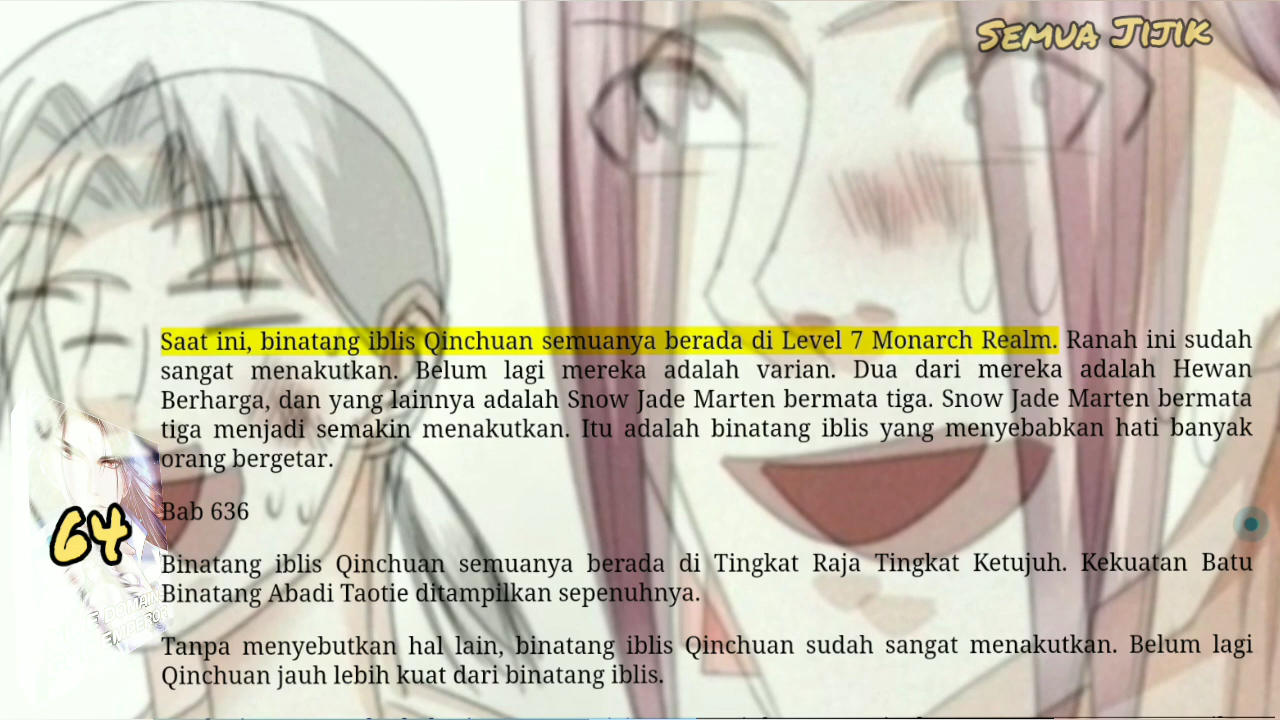 Semua Jijik
Saat ini, binatang iblis Qinchuan semuanya berada di Level 7 Monarch Realm. Ranah ini sudah
sangat menakutkan. Belum lagi mereka adalah varian. Dua dari mereka adalah Hewan
Berharga, dan yang lainnya adalah Snow Jade Marten bermata tiga. Snow Jade Marten bermata
tiga menjadi semakin menakutkan. Itu adalah binatang iblis yang menyebabkan hati banyak
orang bergetar.
Bab 636
64
Binatang iblis Qinchuan semuanya berada di Tingkat Raja Tingkat Ketujuh. Kekuatan Batu
Binatang Abadi Taotie ditampilkan sepenuhnya.
EMPEROR
Tanpa menyebutkan hal lain, binatang iblis Qinchuan sudah sangat menakutkan. Belum lagi
Qinchuan jauh lebih kuat dari binatang iblis.